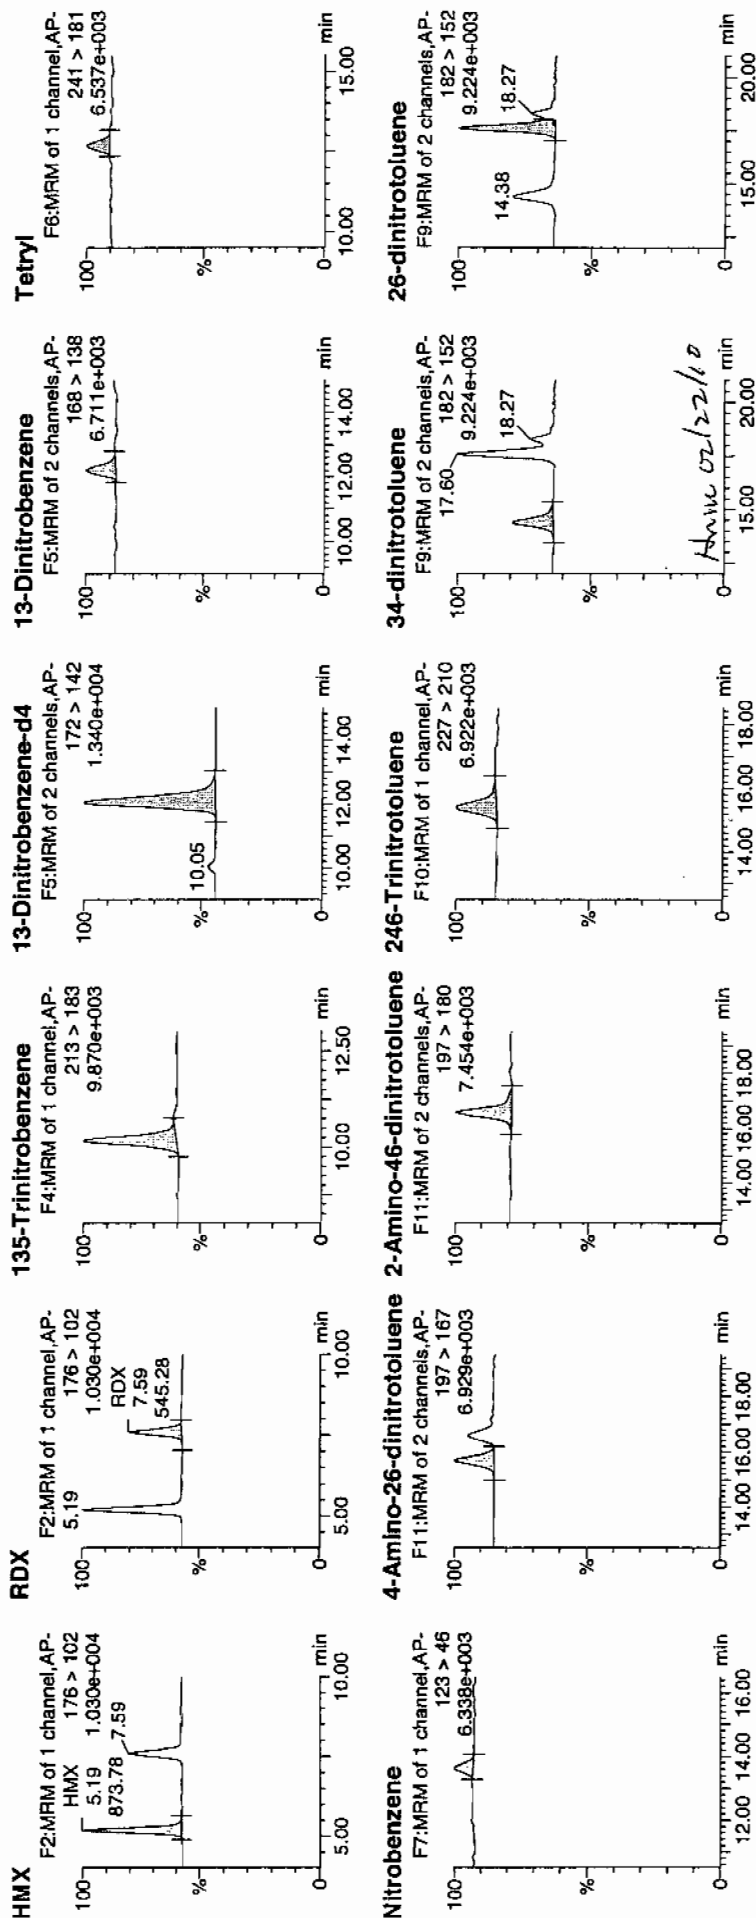 HMX
F2:MRM of 1 channel,AP-
176 > 102
1.030e+004
HMX
5.19
873.78
7.59
100
%
0
5.00 10.00 min
RDX
F2:MRM of 1 channel,AP-
176 > 102
1.030e+004
5.19
RDX
7.59
545.28
100
%
0
5.00 10.00 min
135-Trinitrobenzene
F4:MRM of 1 channel,AP-
213 > 183
9.870e+003
100
%
0
10.00 12.50 min
13-Dinitrobenzene-d4
F5:MRM of 2 channels,AP-
172 > 142
1.340e+004
10.05
100
%
0
10.00 12.00 14.00 min
13-Dinitrobenzene
F5:MRM of 2 channels,AP-
168 > 138
6.711e+003
100
%
0
10.00 12.00 14.00 min
Tetryl
F6:MRM of 1 channel,AP-
241 > 181
6.537e+003
100
%
0
10.00 15.00 min
Nitrobenzene
F7:MRM of 1 channel,AP-
123 > 46
6.338e+003
100
%
0
12.00 14.00 16.00 min
4-Amino-26-dinitrotoluene
F11:MRM of 2 channels,AP-
197 > 167
6.929e+003
100
%
0
14.00 16.00 18.00 min
2-Amino-46-dinitrotoluene
F11:MRM of 2 channels,AP-
197 > 180
7.454e+003
100
%
0
14.00 16.00 18.00 min
246-Trinitrotoluene
F10:MRM of 1 channel,AP-
227 > 210
6.922e+003
100
%
0
14.00 16.00 18.00 min
34-dinitrotoluene
F9:MRM of 2 channels,AP-
182 > 152
9.224e+003
17.60
18.27
100
%
0
15.00 20.00 min
02/22/10
26-dinitrotoluene
F9:MRM of 2 channels,AP-
182 > 152
9.224e+003
14.38
18.27
100
%
0
15.00 20.00 min